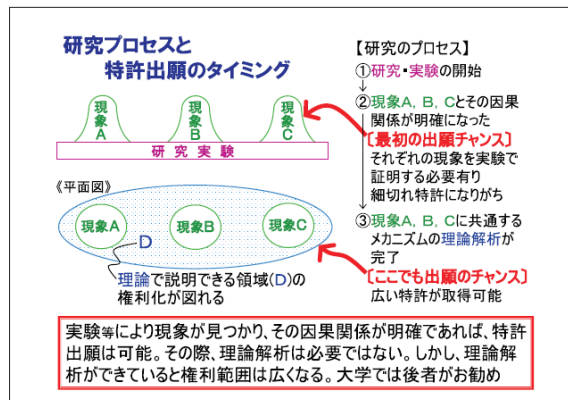 研究プロセスと
特許出願のタイミング
現象A
現象B
現象C
研究実験
《平面図》
現象A
現象B
現象C
D
理論で説明できる領域(D)の
権利化が図れる
【研究のプロセス】
①研究・実験の開始
↓
②現象A, B, Cとその因果
関係が明確になった
〔最初の出願チャンス〕
それぞれの現象を実験で
証明する必要有り
細切れ特許になりがち
↓
③現象A, B, Cに共通する
メカニズムの理論解析が
完了
〔ここでも出願のチャンス〕
広い特許が取得可能
実験等により現象が見つかり、その因果関係が明確であれば、特許
出願は可能。その際、理論解析は必要ではない。しかし、理論解
析ができていると権利範囲は広くなる。大学では後者がお勧め